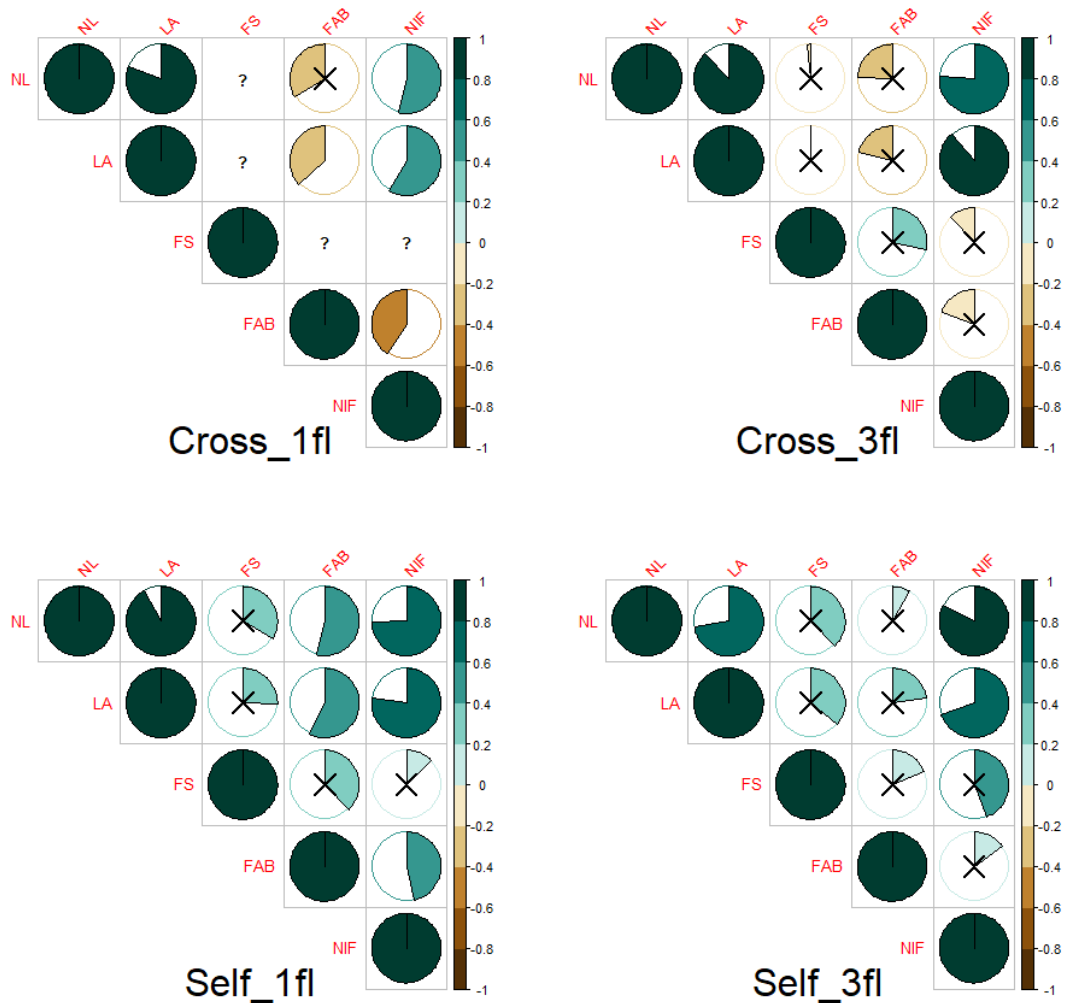 NL LA FS FAB NIF
NL ?
LA ?
FS ? ?
FAB
NIF
1
0.8
0.6
0.4
0.2
0
-0.2
-0.4
-0.6
-0.8
-1
Cross_1fl
NL LA FS FAB NIF
NL
LA
FS
FAB
NIF
1
0.8
0.6
0.4
0.2
0
-0.2
-0.4
-0.6
-0.8
-1
Cross_3fl
NL LA FS FAB NIF
NL
LA
FS
FAB
NIF
1
0.8
0.6
0.4
0.2
0
-0.2
-0.4
-0.6
-0.8
-1
Self_1fl
NL LA FS FAB NIF
NL
LA
FS
FAB
NIF
1
0.8
0.6
0.4
0.2
0
-0.2
-0.4
-0.6
-0.8
-1
Self_3fl